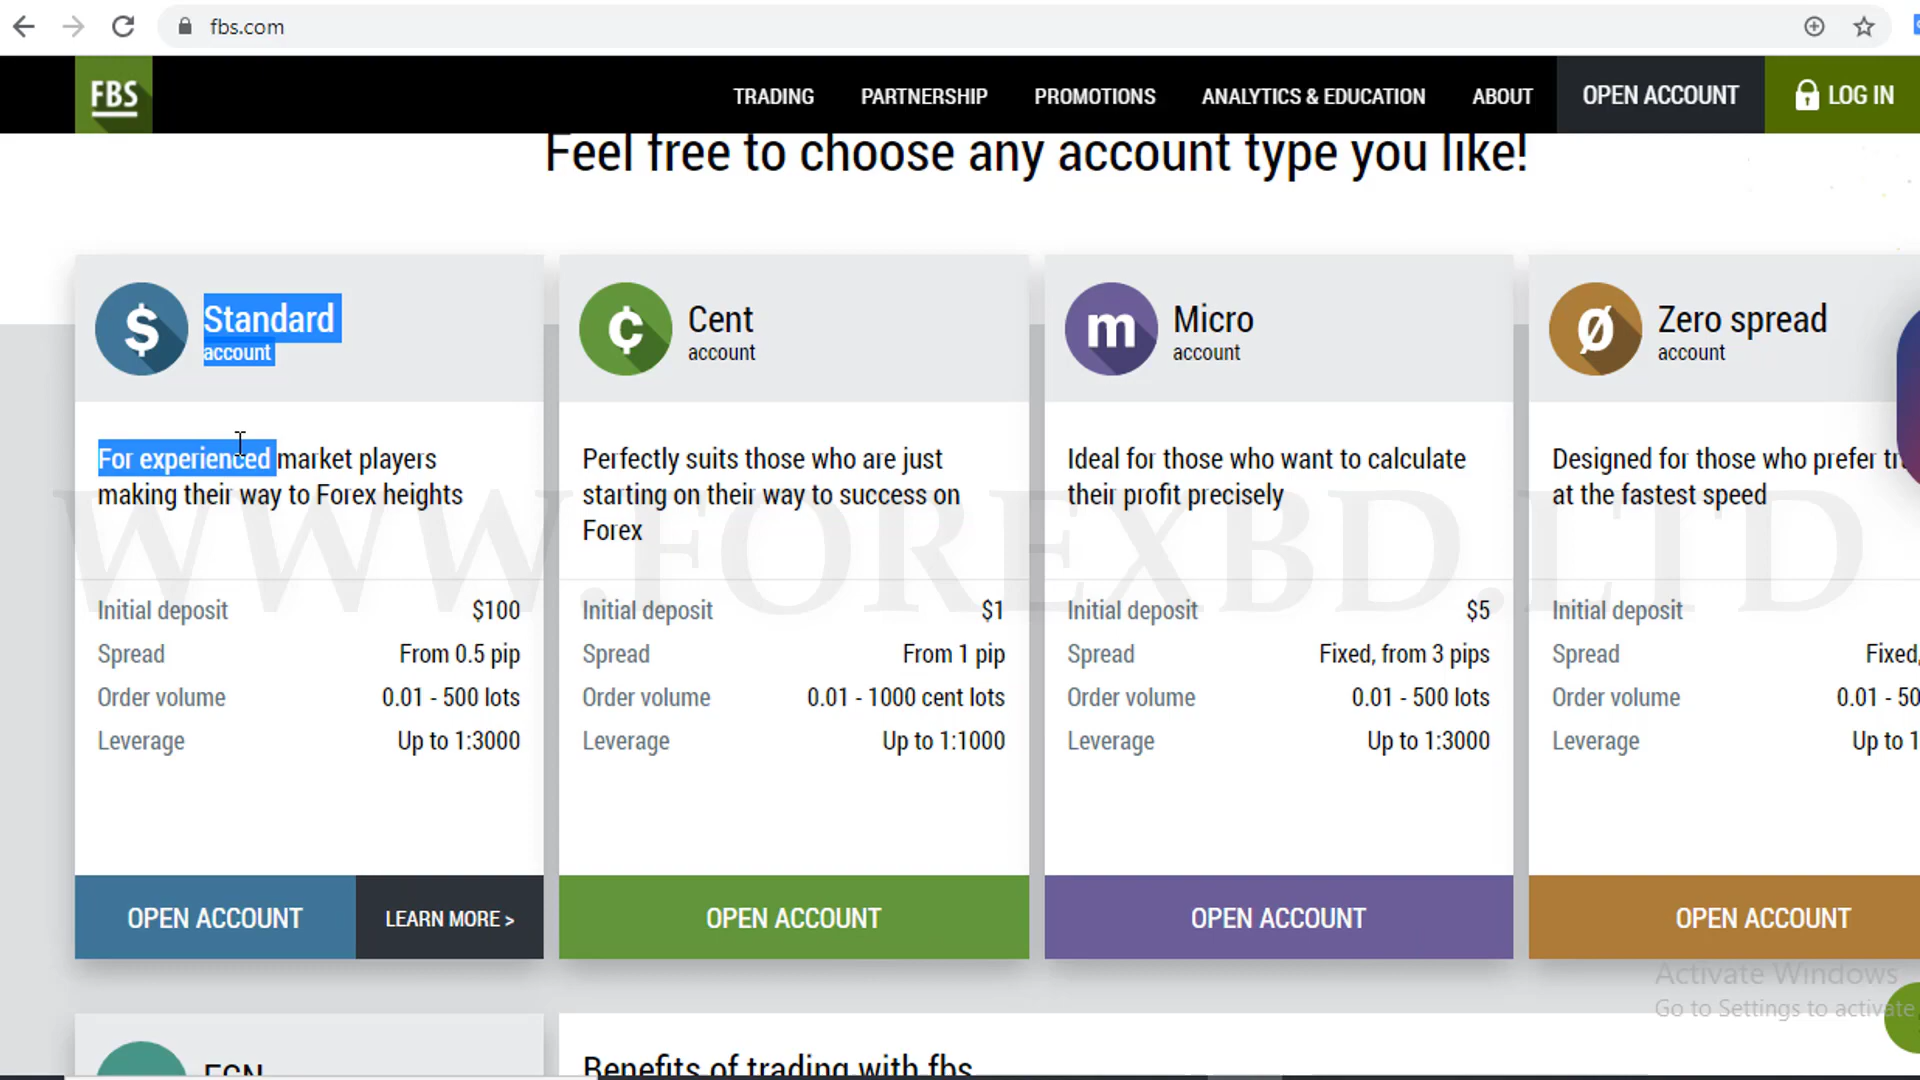 fbs.com
FBS
TRADING
PARTNERSHIP
PROMOTIONS
ANALYTICS & EDUCATION
ABOUT
OPEN ACCOUNT
LOG IN
Feel free to choose any account type you like!
$
Standard
account
For experienced market players
making their way to Forex heights
Initial deposit $100
Spread From 0.5 pip
Order volume 0.01 - 500 lots
Leverage Up to 1:3000
OPEN ACCOUNT
LEARN MORE >
¢
Cent
account
Perfectly suits those who are just
starting on their way to success on
Forex
Initial deposit $1
Spread From 1 pip
Order volume 0.01 - 1000 cent lots
Leverage Up to 1:1000
OPEN ACCOUNT
m
Micro
account
Ideal for those who want to calculate
their profit precisely
Initial deposit $5
Spread Fixed, from 3 pips
Order volume 0.01 - 500 lots
Leverage Up to 1:3000
OPEN ACCOUNT
Ø
Zero spread
account
Designed for those who prefer
at the fastest speed
Initial deposit
Spread Fixed,
Order volume 0.01 - 50
Leverage Up to 1
OPEN ACCOUNT
WWW.FOREXBD.LTD
Activate Windows
Go to Settings to activate
ECN
Benefits of trading with fbs